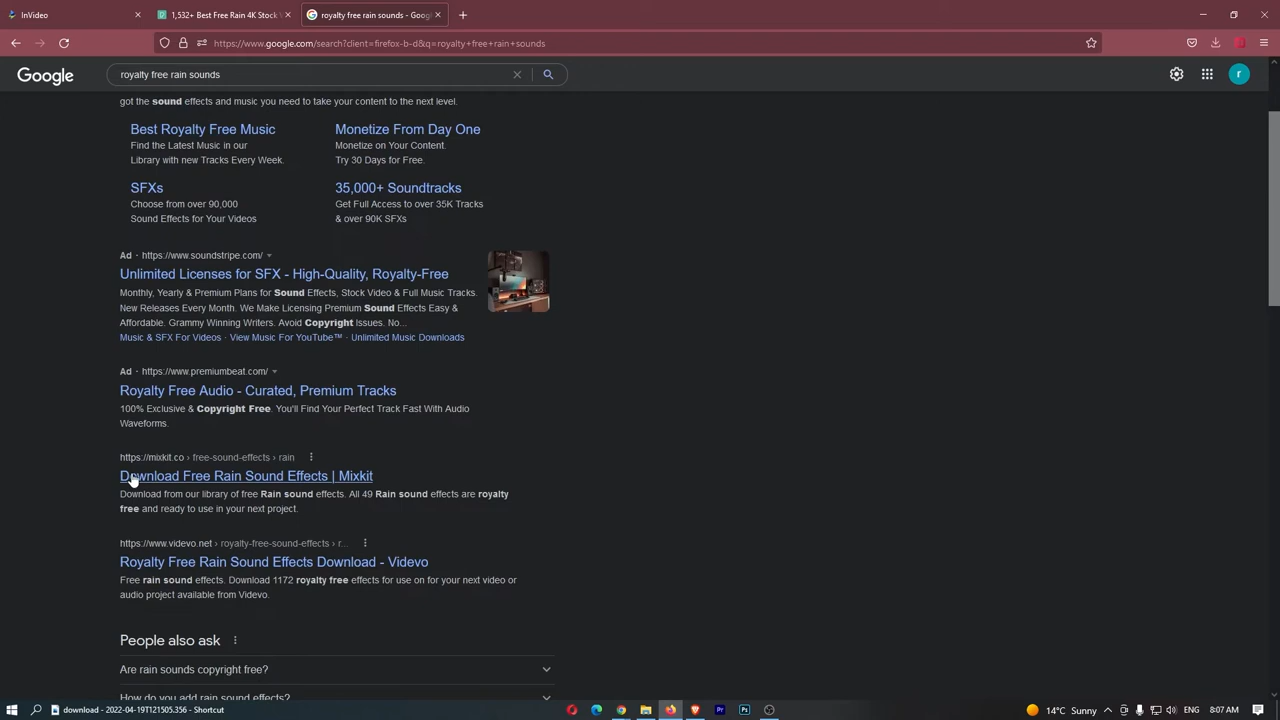 InVideo
1,532+ Best Free Rain 4K Stock V
royalty free rain sounds - Goog
https://www.google.com/search?client=firefox-b-d&q=royalty+free+rain+sounds
Google
royalty free rain sounds
r
got the sound effects and music you need to take your content to the next level.
Best Royalty Free Music
Find the Latest Music in our
Library with new Tracks Every Week.
Monetize From Day One
Monetize on Your Content.
Try 30 Days for Free.
SFXs
Choose from over 90,000
Sound Effects for Your Videos
35,000+ Soundtracks
Get Full Access to over 35K Tracks
& over 90K SFXs
Ad · https://www.soundstripe.com/
Unlimited Licenses for SFX - High-Quality, Royalty-Free
Monthly, Yearly & Premium Plans for Sound Effects, Stock Video & Full Music Tracks.
New Releases Every Month. We Make Licensing Premium Sound Effects Easy &
Affordable. Grammy Winning Writers. Avoid Copyright Issues. No...
Music & SFX For Videos · View Music For YouTube™ · Unlimited Music Downloads
Ad · https://www.premiumbeat.com/
Royalty Free Audio - Curated, Premium Tracks
100% Exclusive & Copyright Free. You'll Find Your Perfect Track Fast With Audio
Waveforms.
https://mixkit.co › free-sound-effects › rain
Download Free Rain Sound Effects | Mixkit
Download from our library of free Rain sound effects. All 49 Rain sound effects are royalty
free and ready to use in your next project.
https://www.videvo.net › royalty-free-sound-effects › r...
Royalty Free Rain Sound Effects Download - Videvo
Free rain sound effects. Download 1172 royalty free effects for use on for your next video or
audio project available from Videvo.
People also ask
Are rain sounds copyright free?
How do you add rain sound effects?
download - 2022-04-19T121505.356 - Shortcut
Pr
Ps
14°C Sunny
ENG
8:07 AM